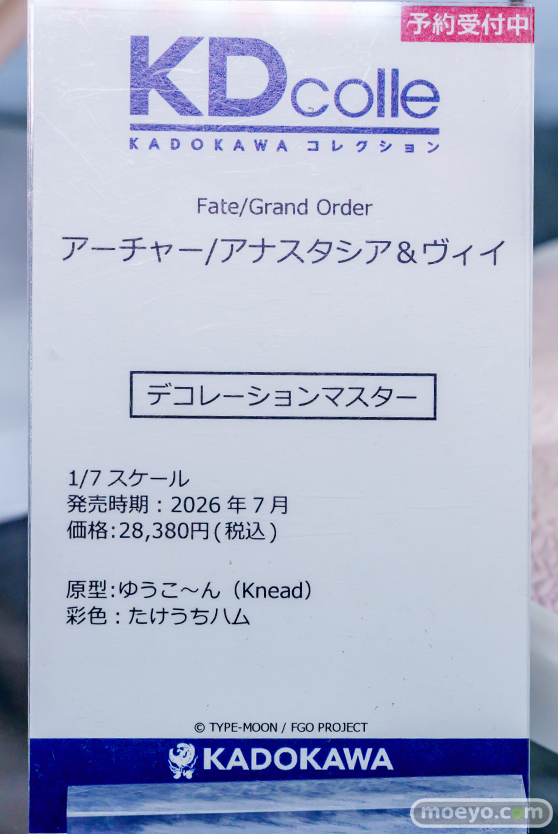 予約受付中
KDcolle
KADOKAWA コレクション
Fate/Grand Order
アーチャー/アナスタシア＆ヴィイ
デコレーションマスター
1/7 スケール
発売時期：2026 年 7 月
価格:28,380円(税込)
原型:ゆうこ～ん（Knead）
彩色：たけうちハム
© TYPE-MOON / FGO PROJECT
KADOKAWA
moeyo.com